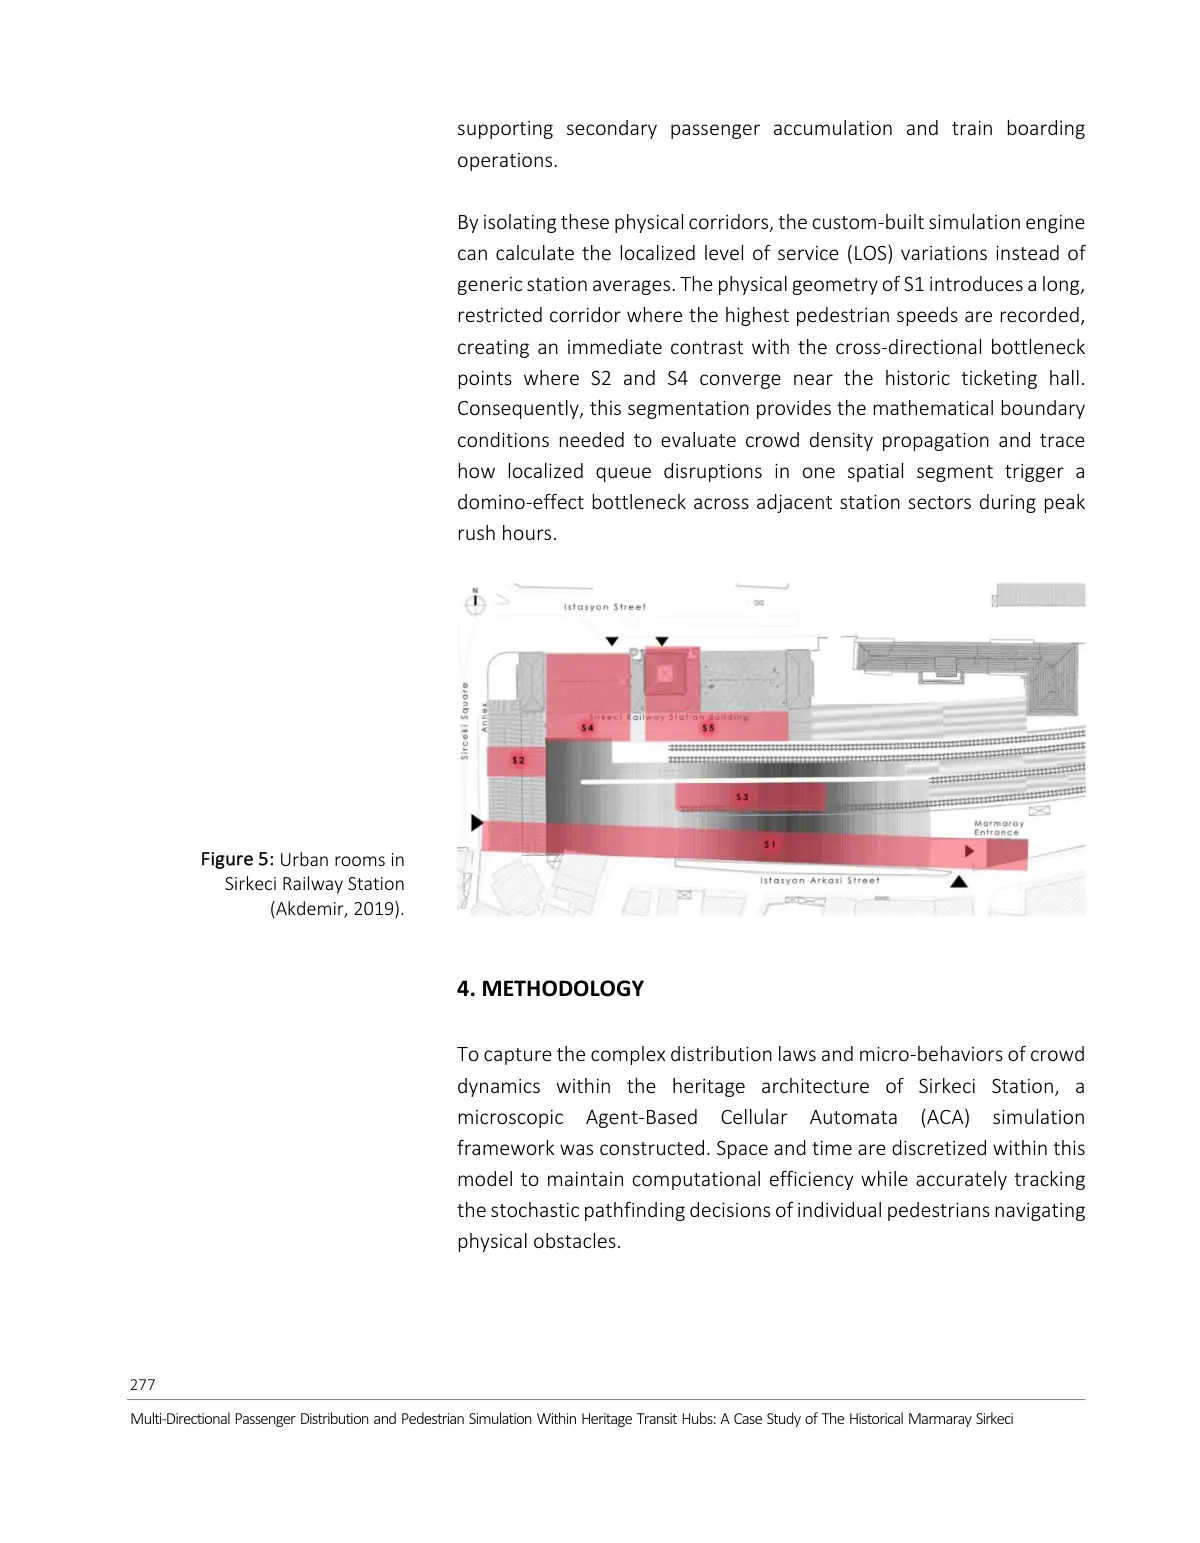 supporting secondary passenger accumulation and train boarding
operations.
By isolating these physical corridors, the custom-built simulation engine
can calculate the localized level of service (LOS) variations instead of
generic station averages. The physical geometry of S1 introduces a long,
restricted corridor where the highest pedestrian speeds are recorded,
creating an immediate contrast with the cross-directional bottleneck
points where S2 and S4 converge near the historic ticketing hall.
Consequently, this segmentation provides the mathematical boundary
conditions needed to evaluate crowd density propagation and trace
how localized queue disruptions in one spatial segment trigger a
domino-effect bottleneck across adjacent station sectors during peak
rush hours.
N
Istasyon Street
Sirceki Square
Annex
Sirkeci Railway Station Building
S4
S5
S2
S3
Marmaray
Entrance
S1
Istasyon Arkasi Street
Figure 5: Urban rooms in
Sirkeci Railway Station
(Akdemir, 2019).
4. METHODOLOGY
To capture the complex distribution laws and micro-behaviors of crowd
dynamics within the heritage architecture of Sirkeci Station, a
microscopic Agent-Based Cellular Automata (ACA) simulation
framework was constructed. Space and time are discretized within this
model to maintain computational efficiency while accurately tracking
the stochastic pathfinding decisions of individual pedestrians navigating
physical obstacles.
277
Multi-Directional Passenger Distribution and Pedestrian Simulation Within Heritage Transit Hubs: A Case Study of The Historical Marmaray Sirkeci